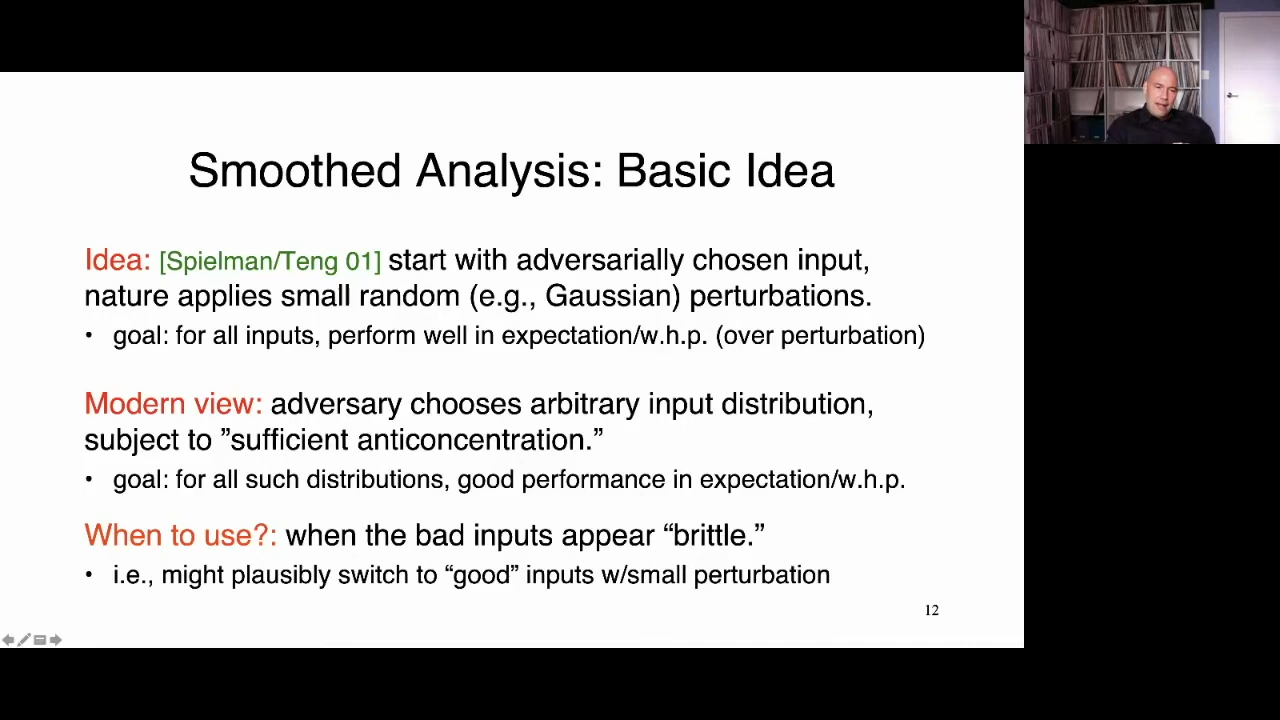 Smoothed Analysis: Basic Idea
Idea: [Spielman/Teng 01] start with adversarially chosen input,
nature applies small random (e.g., Gaussian) perturbations.
• goal: for all inputs, perform well in expectation/w.h.p. (over perturbation)
Modern view: adversary chooses arbitrary input distribution,
subject to ”sufficient anticoncentration.”
• goal: for all such distributions, good performance in expectation/w.h.p.
When to use?: when the bad inputs appear “brittle.”
• i.e., might plausibly switch to “good” inputs w/small perturbation
12